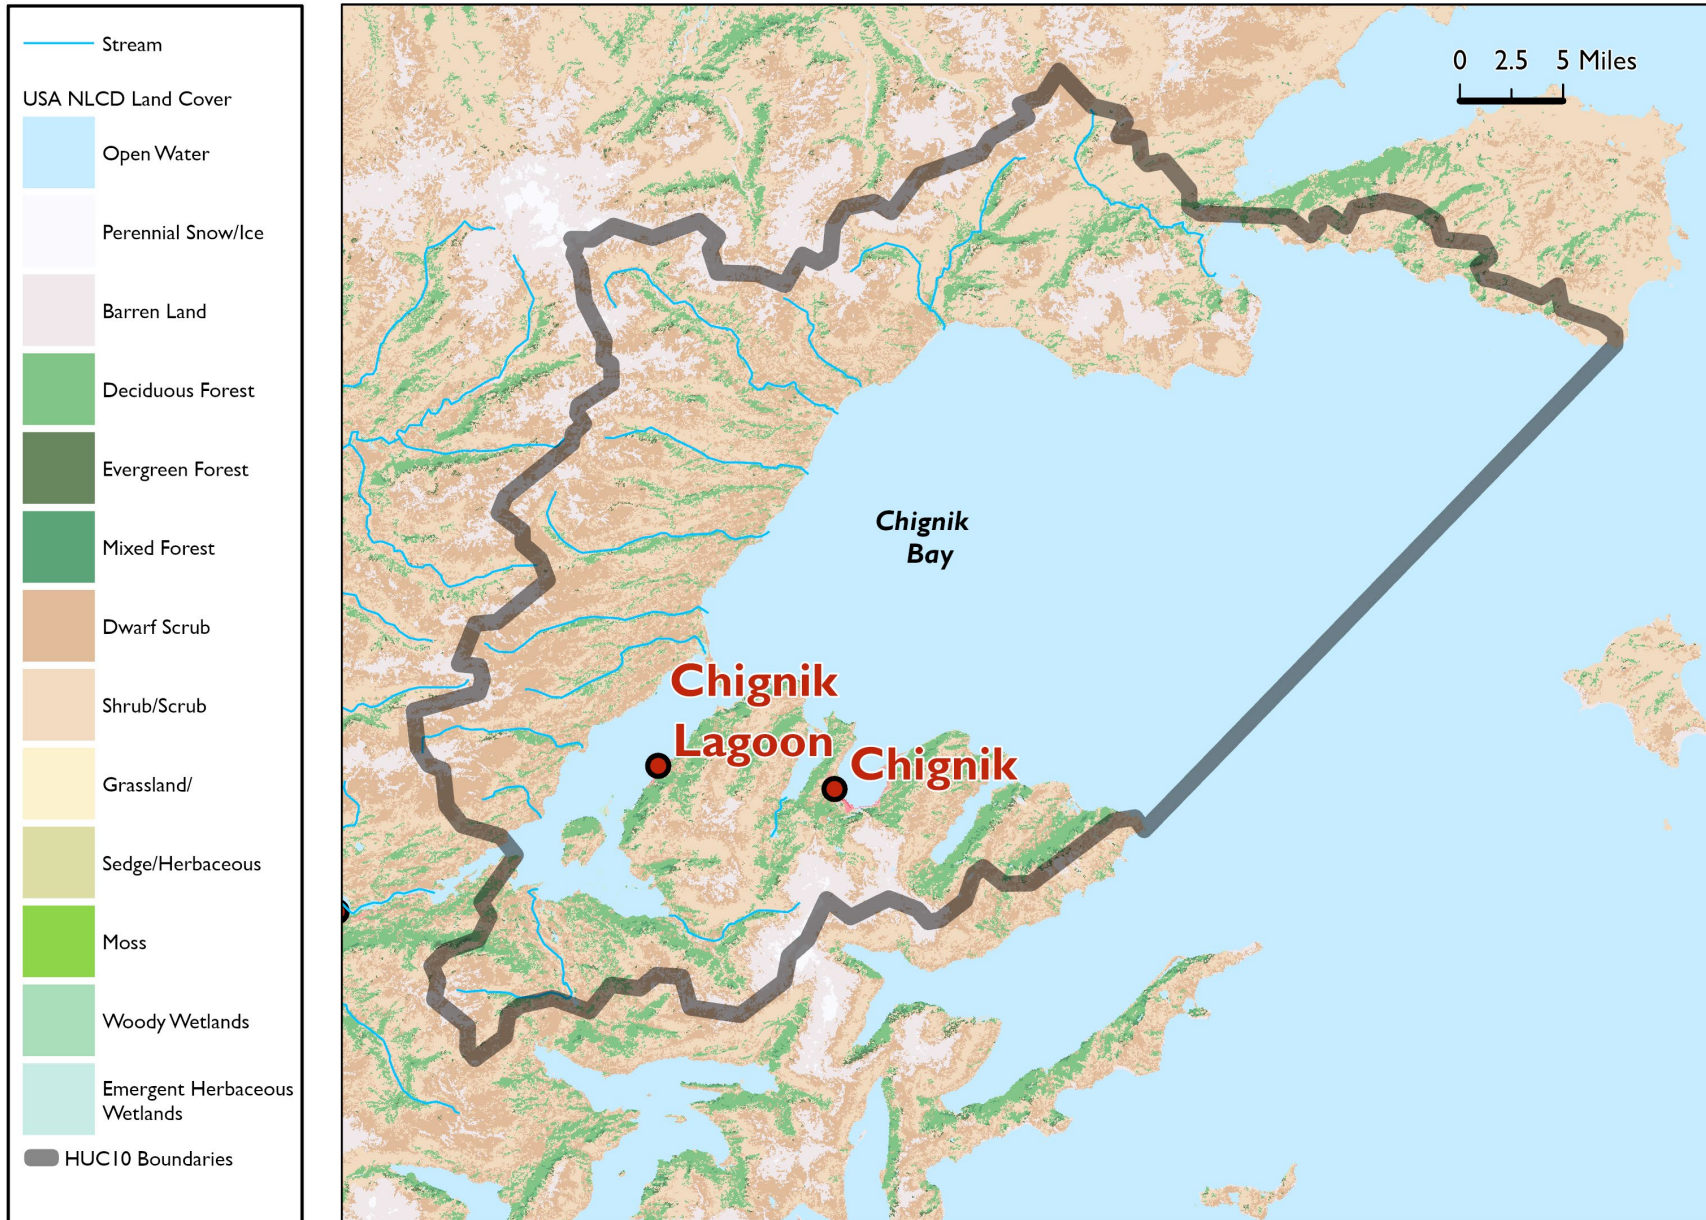 Stream
USA NLCD Land Cover
Open Water
Perennial Snow/Ice
Barren Land
Deciduous Forest
Evergreen Forest
Mixed Forest
Dwarf Scrub
Shrub/Scrub
Grassland/
Sedge/Herbaceous
Moss
Woody Wetlands
Emergent Herbaceous
Wetlands
HUC10 Boundaries
0 2.5 5 Miles
Chignik
Bay
Chignik
Lagoon
Chignik